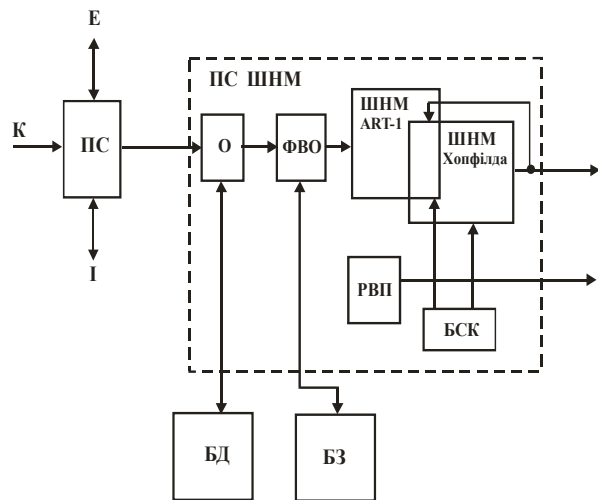 Е
ПС ШНМ
К
ПС
О
ФВО
ШНМ
ART-1
ШНМ
Хопфілда
І
РВП
БСК
БД
БЗ